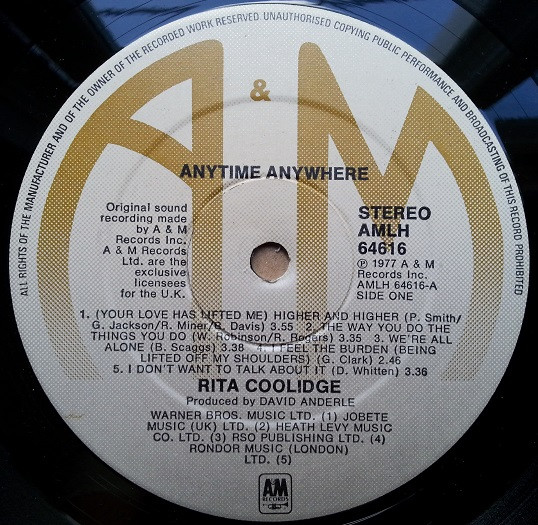 ALL RIGHTS OF THE MANUFACTURER AND OF THE OWNER OF THE RECORDED WORK RESERVED. UNAUTHORISED COPYING PUBLIC PERFORMANCE AND BROADCASTING OF THIS RECORD PROHIBITED
A & M
ANYTIME ANYWHERE
Original sound
recording made
by A & M
Records Inc.
A & M Records
Ltd. are the
exclusive
licensees
for the U.K.
STEREO
AMLH
64616
℗ 1977 A & M
Records Inc.
AMLH 64616-A
SIDE ONE
1. (YOUR LOVE HAS LIFTED ME) HIGHER AND HIGHER (P. Smith/
G. Jackson/R. Miner/B. Davis) 3.55 2. THE WAY YOU DO THE
THINGS YOU DO (W. Robinson/R. Rogers) 3.35 3. WE'RE ALL
ALONE (B. Scaggs) 3.38 4. I FEEL THE BURDEN (BEING
LIFTED OFF MY SHOULDERS) (G. Clark) 2.46
5. I DON'T WANT TO TALK ABOUT IT (D. Whitten) 3.36
RITA COOLIDGE
Produced by DAVID ANDERLE
WARNER BROS. MUSIC LTD. (1) JOBETE
MUSIC (UK) LTD. (2) HEATH LEVY MUSIC
CO. LTD. (3) RSO PUBLISHING LTD. (4)
RONDOR MUSIC (LONDON)
LTD. (5)
AM
RECORDS